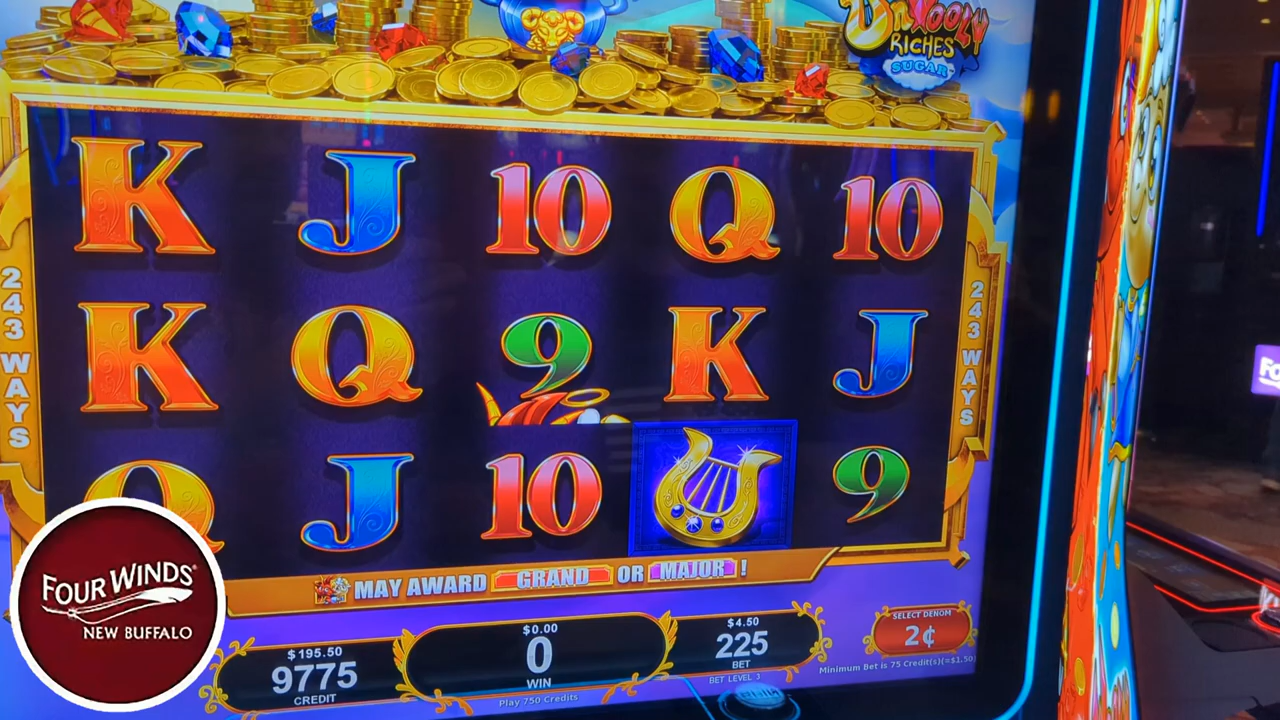 UnWooly
RICHES
SUGAR
K J 10 Q 10
243 WAYS
K Q 9 K J
243 WAYS
Q J 10 9
MAY AWARD GRAND OR MAJOR !
$195.50
9775
CREDIT
$0.00
0
WIN
Play 750 Credits
$4.50
225
BET
BET LEVEL 3
SELECT DENOM
2¢
Minimum Bet is 75 Credit(s)(=$1.50)
FOUR WINDS®
NEW BUFFALO